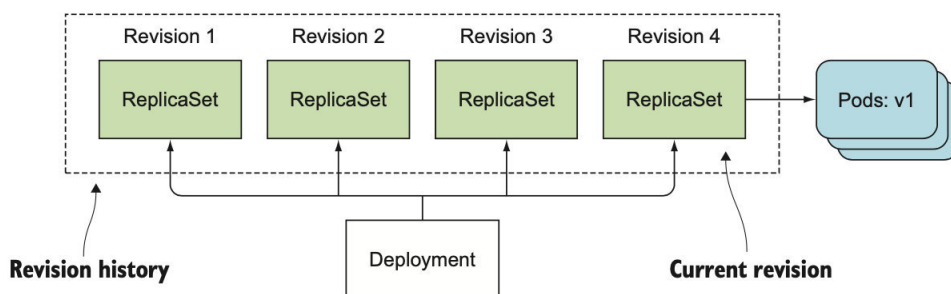 Revision 1
Revision 2
Revision 3
Revision 4
ReplicaSet
ReplicaSet
ReplicaSet
ReplicaSet
Pods: v1
Revision history
Deployment
Current revision